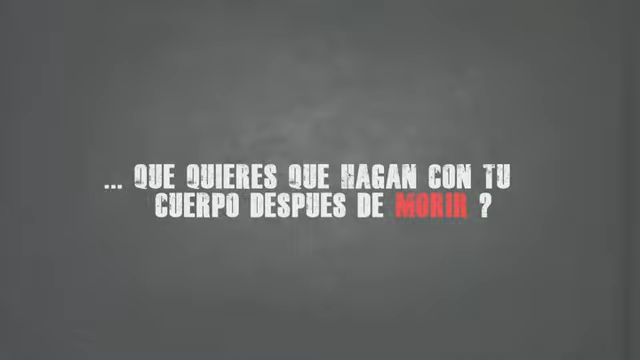 ... QUE QUIERES QUE HAGAN CON TU
CUERPO DESPUES DE MORIR ?